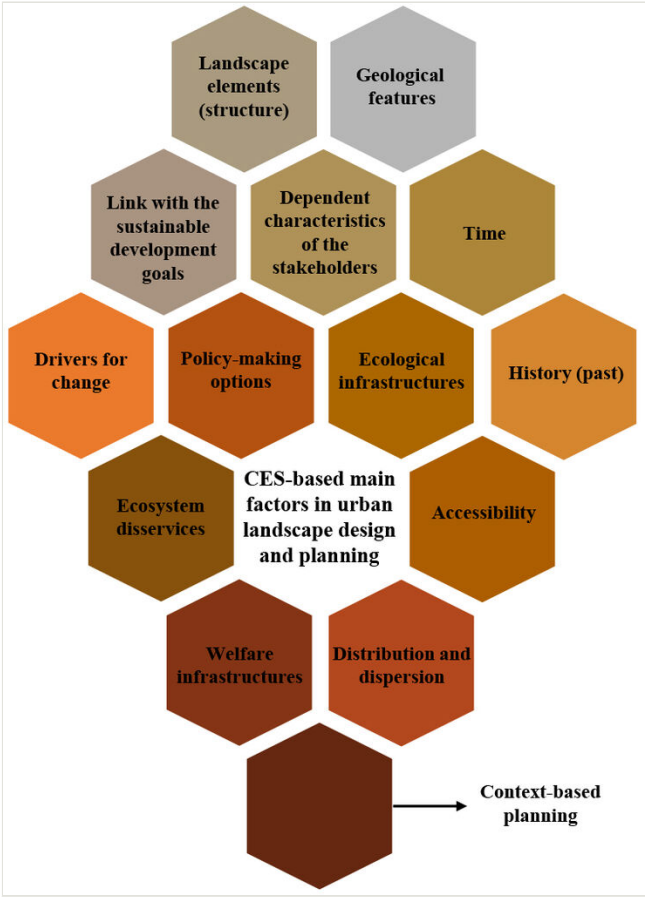 Landscape
elements
(structure)
Geological
features
Link with the
sustainable
development
goals
Dependent
characteristics
of the
stakeholders
Time
Drivers for
change
Policy-making
options
Ecological
infrastructures
History (past)
Ecosystem
disservices
CES-based main
factors in urban
landscape design
and planning
Accessibility
Welfare
infrastructures
Distribution and
dispersion
Context-based
planning